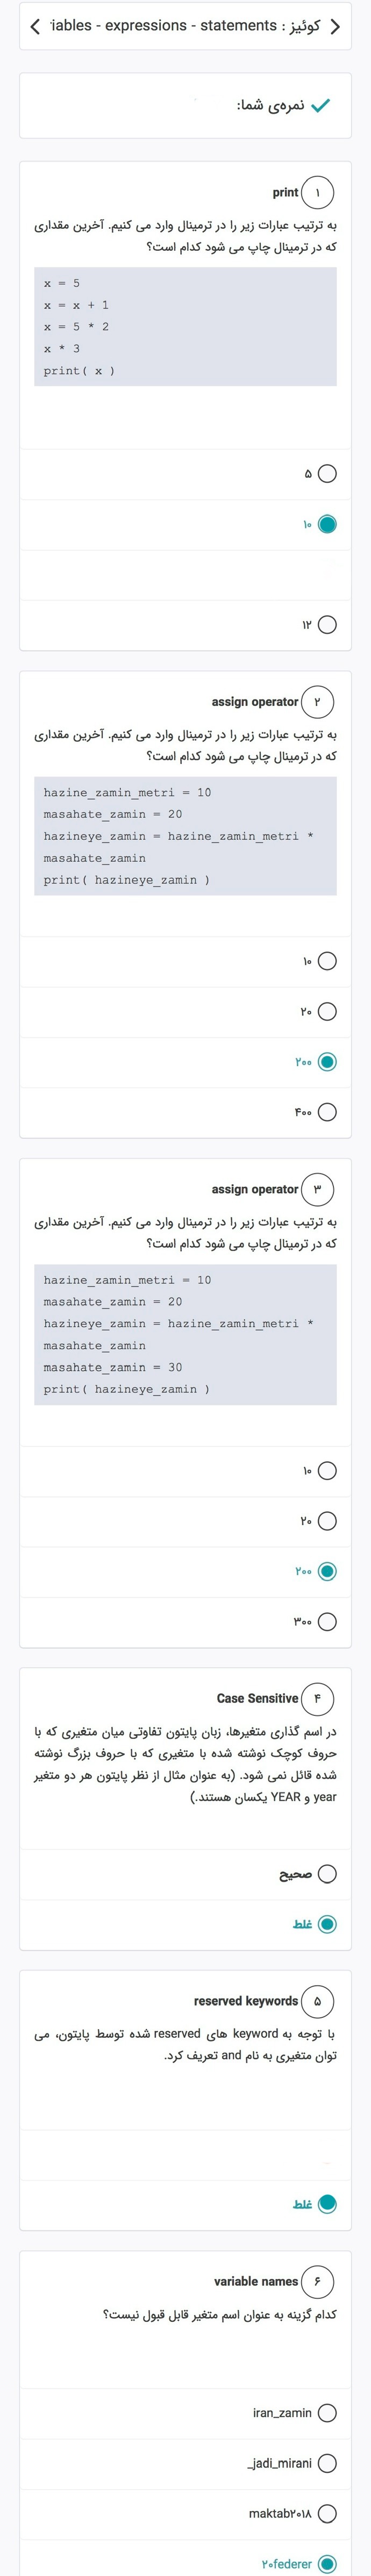 کوئیز : iables - expressions - statements
نمره‌ی شما:
۱ print
به ترتیب عبارات زیر را در ترمینال وارد می کنیم. آخرین مقداری
که در ترمینال چاپ می شود کدام است؟
x = 5
x = x + 1
x = 5 * 2
x * 3
print( x )
۵
۱۰
۱۲
۲ assign operator
به ترتیب عبارات زیر را در ترمینال وارد می کنیم. آخرین مقداری
که در ترمینال چاپ می شود کدام است؟
hazine_zamin_metri = 10
masahate_zamin = 20
hazineye_zamin = hazine_zamin_metri *
masahate_zamin
print( hazineye_zamin )
۱۰
۲۰
۲۰۰
۴۰۰
۳ assign operator
به ترتیب عبارات زیر را در ترمینال وارد می کنیم. آخرین مقداری
که در ترمینال چاپ می شود کدام است؟
hazine_zamin_metri = 10
masahate_zamin = 20
hazineye_zamin = hazine_zamin_metri *
masahate_zamin
masahate_zamin = 30
print( hazineye_zamin )
۱۰
۲۰
۲۰۰
۳۰۰
۴ Case Sensitive
در اسم گذاری متغیرها، زبان پایتون تفاوتی میان متغیری که با
حروف کوچک نوشته شده با متغیری که با حروف بزرگ نوشته
شده قائل نمی شود. (به عنوان مثال از نظر پایتون هر دو متغیر
year و YEAR یکسان هستند.)
صحیح
غلط
۵ reserved keywords
با توجه به keyword های reserved شده توسط پایتون، می
توان متغیری به نام and تعریف کرد.
غلط
۶ variable names
کدام گزینه به عنوان اسم متغیر قابل قبول نیست؟
iran_zamin
_jadi_mirani
maktab۲۰۱۸
۲۰federer